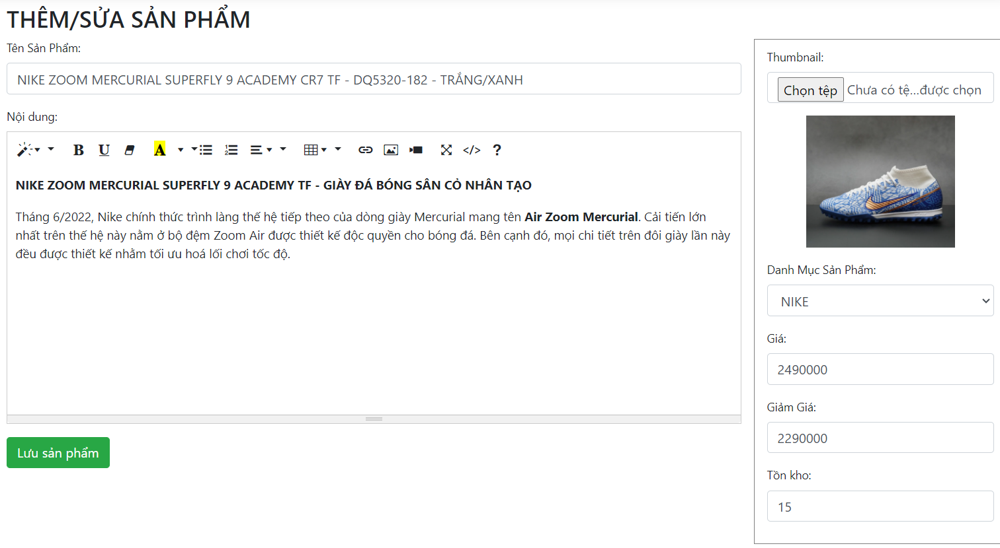 THÊM/SỬA SẢN PHẨM
Tên Sản Phẩm:
NIKE ZOOM MERCURIAL SUPERFLY 9 ACADEMY CR7 TF - DQ5320-182 - TRẮNG/XANH
Nội dung:
B U A </> ?
NIKE ZOOM MERCURIAL SUPERFLY 9 ACADEMY TF - GIÀY ĐÁ BÓNG SÂN CỎ NHÂN TẠO
Tháng 6/2022, Nike chính thức trình làng thế hệ tiếp theo của dòng giày Mercurial mang tên Air Zoom Mercurial. Cải tiến lớn
nhất trên thế hệ này nằm ở bộ đệm Zoom Air được thiết kế độc quyền cho bóng đá. Bên cạnh đó, mọi chi tiết trên đôi giày lần này
đều được thiết kế nhằm tối ưu hoá lối chơi tốc độ.
Lưu sản phẩm
Thumbnail:
Chọn tệp Chưa có tệ...được chọn
Danh Mục Sản Phẩm:
NIKE
Giá:
2490000
Giảm Giá:
2290000
Tồn kho:
15